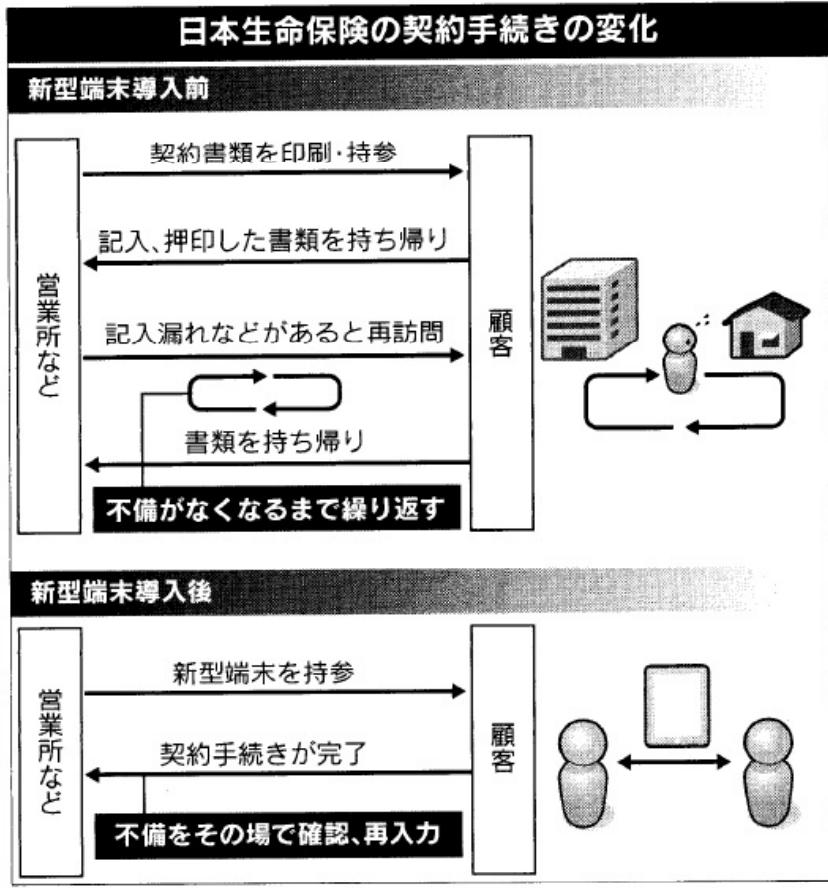 日本生命保険の契約手続きの変化
新型端末導入前
営業所など
契約書類を印刷・持参
記入、押印した書類を持ち帰り
記入漏れなどがあると再訪問
書類を持ち帰り
不備がなくなるまで繰り返す
顧客
新型端末導入後
営業所など
新型端末を持参
契約手続きが完了
不備をその場で確認、再入力
顧客